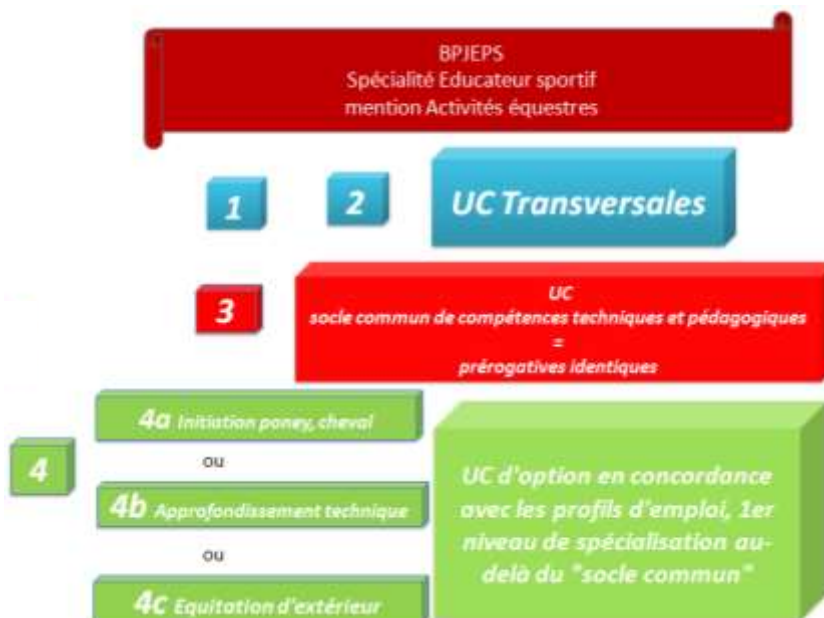 BPJEPS
Spécialité Educateur sportif
mention Activités équestres
1
2
UC Transversales
3
UC
socle commun de compétences techniques et pédagogiques
=
prérogatives identiques
4
4a Initiation poney, cheval
ou
4b Approfondissement technique
ou
4c Equitation d'extérieur
UC d'option en concordance
avec les profils d'emploi, 1er
niveau de spécialisation au-
delà du "socle commun"